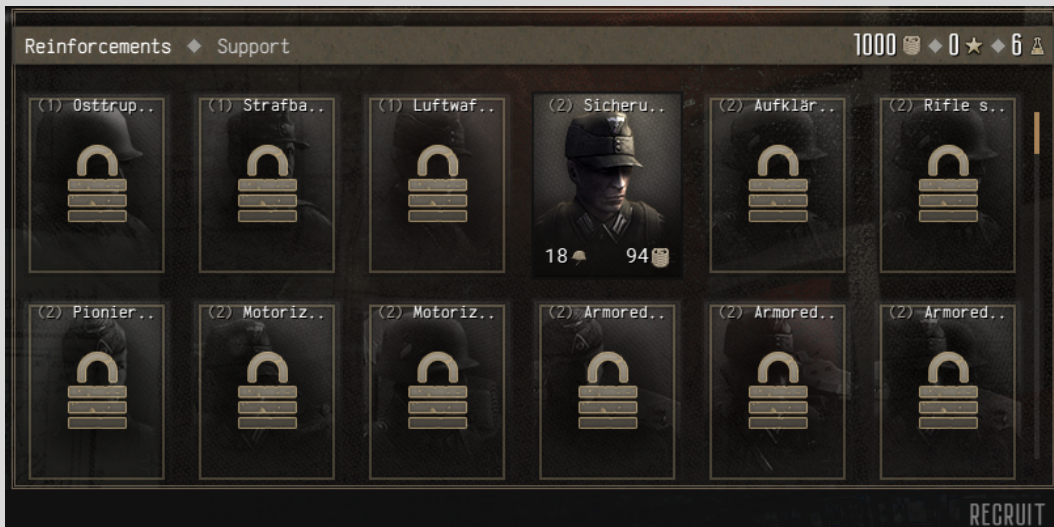 Reinforcements ◆ Support 1000 ◆ 0 ★ ◆ 6
(1) Osttrup.. (1) Strafba.. (1) Luftwaf.. (2) Sicheru.. (2) Aufklär.. (2) Rifle s..
18 94
(2) Pionier.. (2) Motoriz.. (2) Motoriz.. (2) Armored.. (2) Armored.. (2) Armored..
RECRUIT